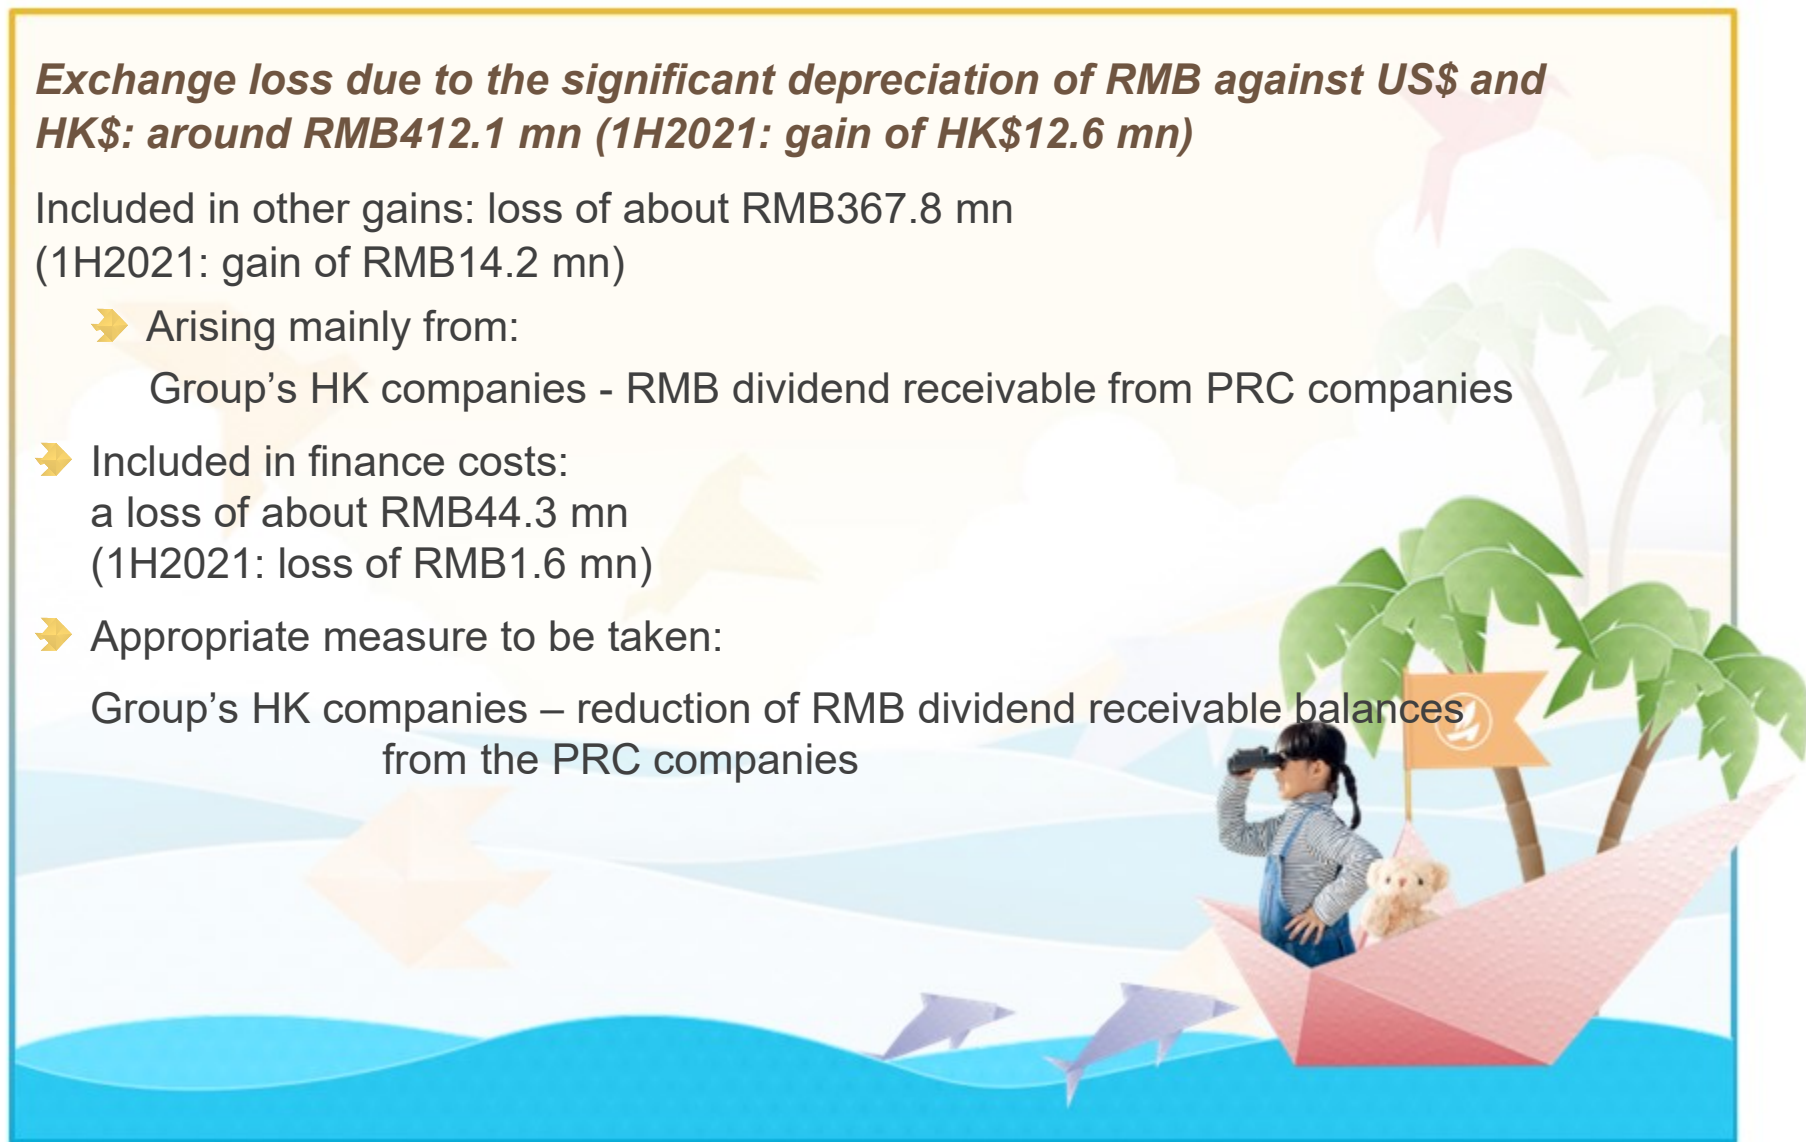 Exchange loss due to the significant depreciation of RMB against US$ and
HK$: around RMB412.1 mn (1H2021: gain of HK$12.6 mn)
Included in other gains: loss of about RMB367.8 mn
(1H2021: gain of RMB14.2 mn)
Arising mainly from:
Group’s HK companies - RMB dividend receivable from PRC companies
Included in finance costs:
a loss of about RMB44.3 mn
(1H2021: loss of RMB1.6 mn)
Appropriate measure to be taken:
Group’s HK companies – reduction of RMB dividend receivable balances
from the PRC companies